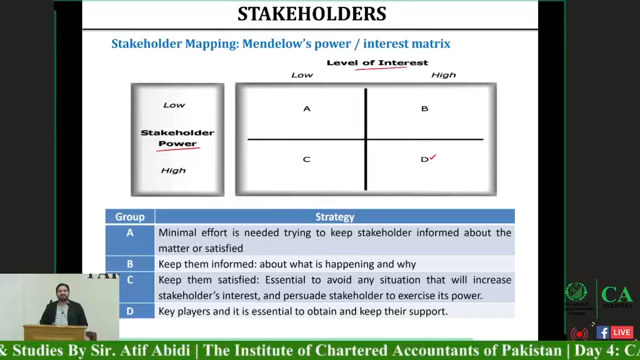 STAKEHOLDERS
Stakeholder Mapping: Mendelow's power / interest matrix
Level of Interest
Low
High
Low
Stakeholder
Power
High
A
B
C
D
Group
Strategy
A
Minimal effort is needed trying to keep stakeholder informed about the
matter or satisfied
B
Keep them informed: about what is happening and why
C
Keep them satisfied: Essential to avoid any situation that will increase
stakeholder's interest, and persuade stakeholder to exercise its power.
D
Key players and it is essential to obtain and keep their support.
CA
PAKISTAN
LIVE
& Studies By Sir. Atif Abidi | The Institute of Chartered Accountants of Pakistan | Day 4: C